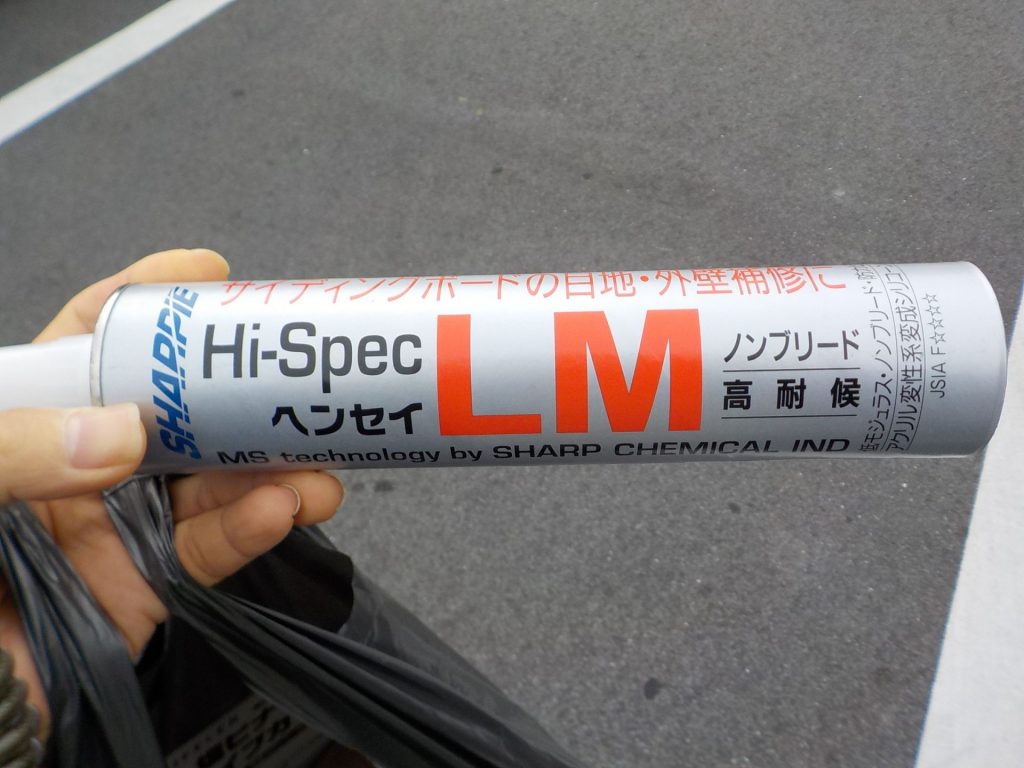 SHARPIE
サイディングボードの目地・外壁補修に
Hi-Spec
ヘンセイ
LM
ノンブリード
高耐候
MS technology by SHARP CHEMICAL IND
低モジュラス・ノンブリード・
アクリル変性系変成シリコン
JSIA F☆☆☆☆